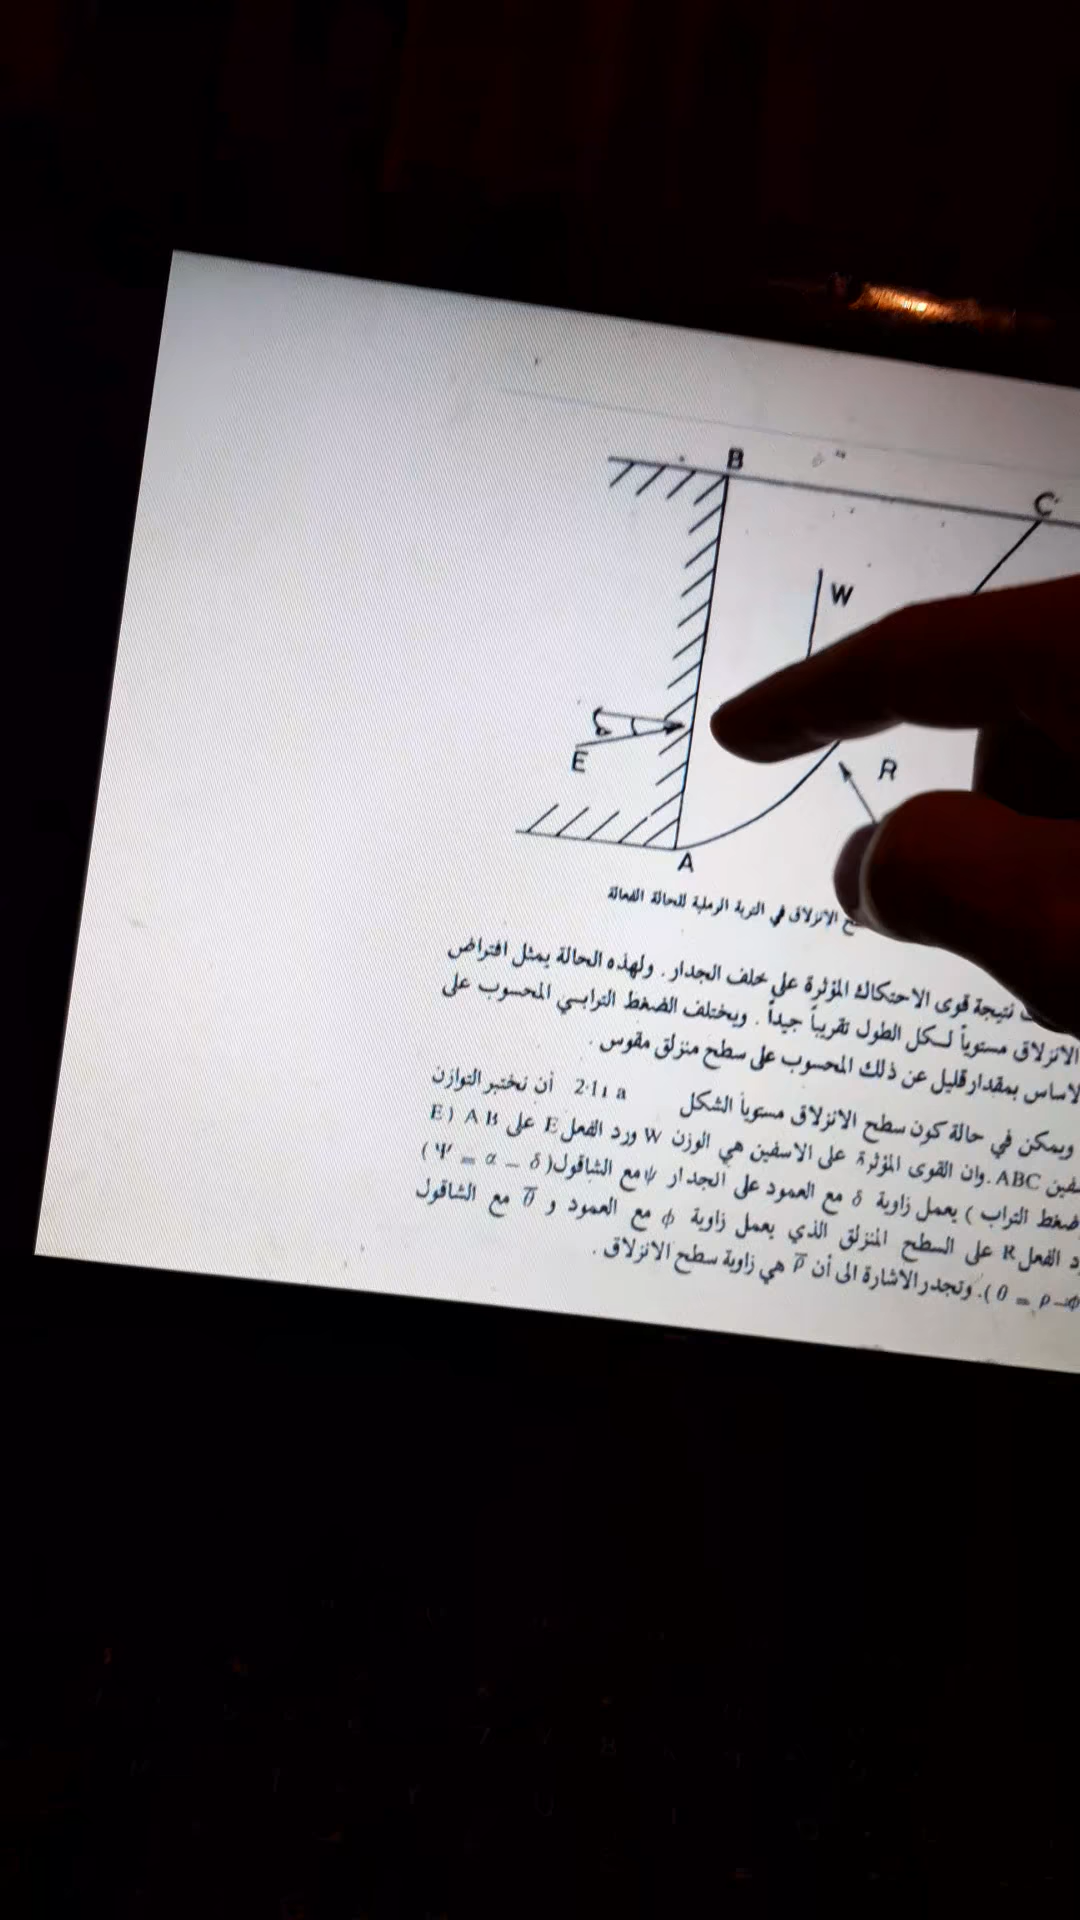 B
C
W
δ
E
R
A
الانزلاق في التربة الرملية للحالة الفعالة
نتيجة قوى الاحتكاك المؤثرة على خلف الجدار . ولهذه الحالة يمثل افتراض
الانزلاق مستوياً لكل الطول تقريباً جيداً . ويختلف الضغط الترابي المحسوب على
بمقدار قليل عن ذلك المحسوب على سطح منزلق مقوس .
ويمكن في حالة كون سطح الانزلاق مستوياً الشكل 2.11 a أن نختبر التوازن
ABC . وان القوى المؤثرة على الاسفين هي الوزن W ورد الفعل E على AB ( E
ضغط التراب ) يعمل زاوية δ مع العمود على الجدار ψ مع الشاقول ( Ψ = α – δ )
الفعل R على السطح المنزلق الذي يعمل زاوية ϕ مع العمود و θ̅ مع الشاقول
( θ = ρ – ϕ . وتجدر الاشارة الى أن ρ̅ هي زاوية سطح الانزلاق .